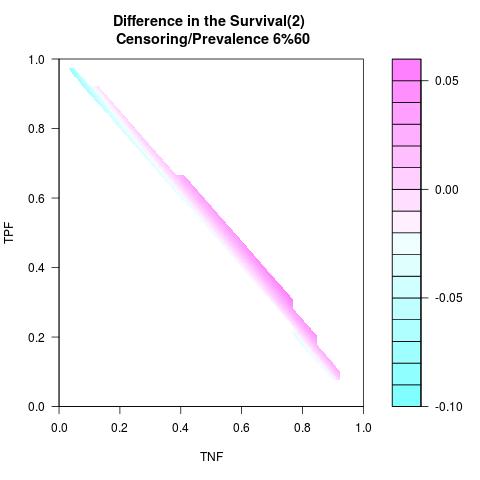 Difference in the Survival(2)
Censoring/Prevalence 6%60
1.0
0.8
0.6
0.4
0.2
0.0
TPF
0.0 0.2 0.4 0.6 0.8 1.0
TNF
0.05
0.00
-0.05
-0.10